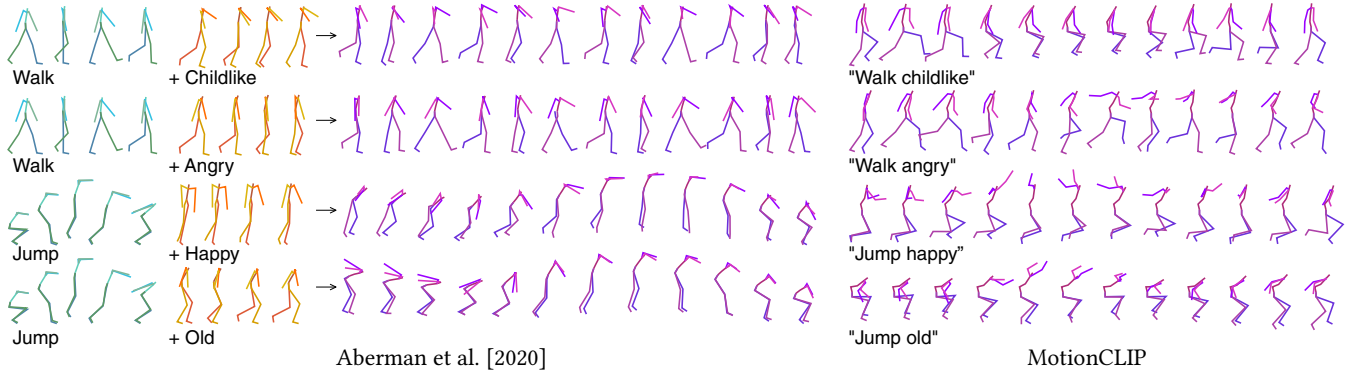 Walk + Childlike "Walk childlike"
Walk + Angry "Walk angry"
Jump + Happy "Jump happy”
Jump + Old "Jump old"
Aberman et al. [2020] MotionCLIP